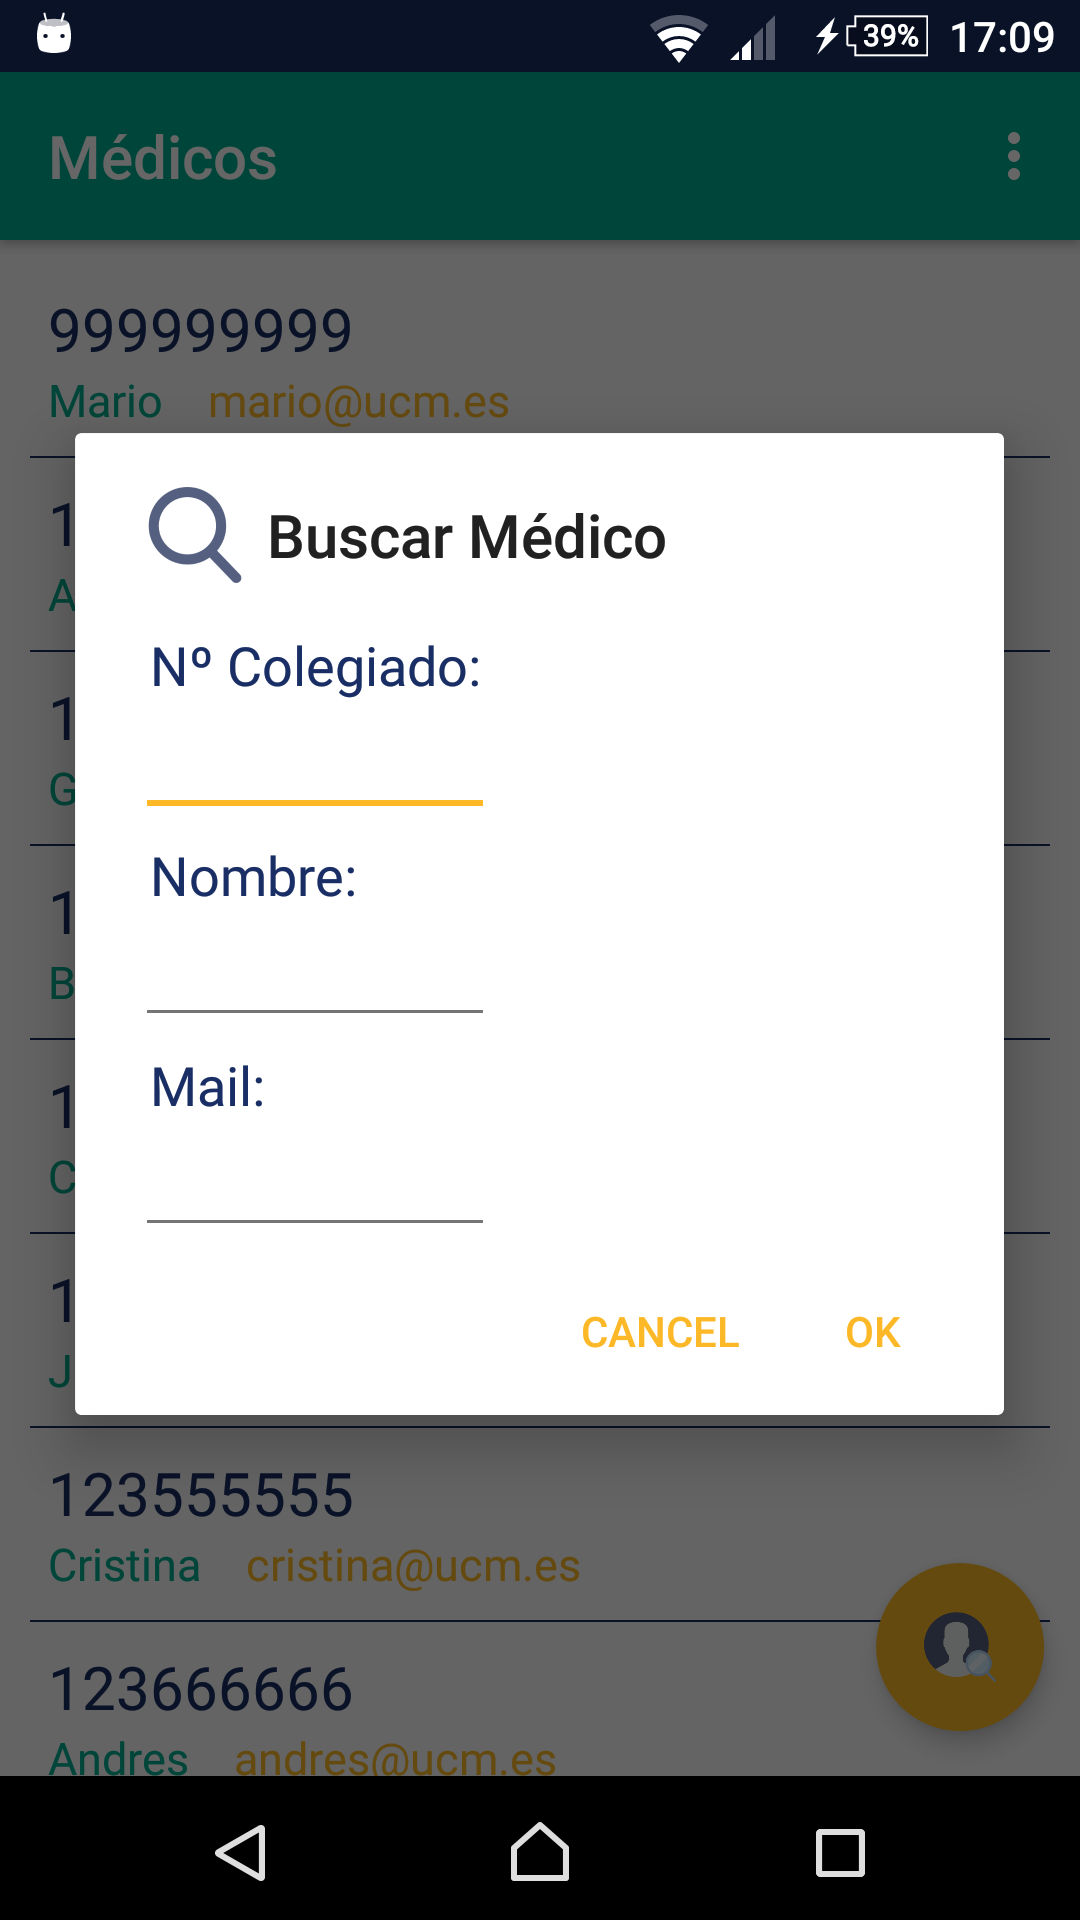 39% 17:09
Médicos
999999999
Mario mario@ucm.es
Buscar Médico
1
A
Nº Colegiado:
1
G
Nombre:
1
B
Mail:
1
C
1
CANCEL OK
J
123555555
Cristina cristina@ucm.es
123666666
Andres andres@ucm.es